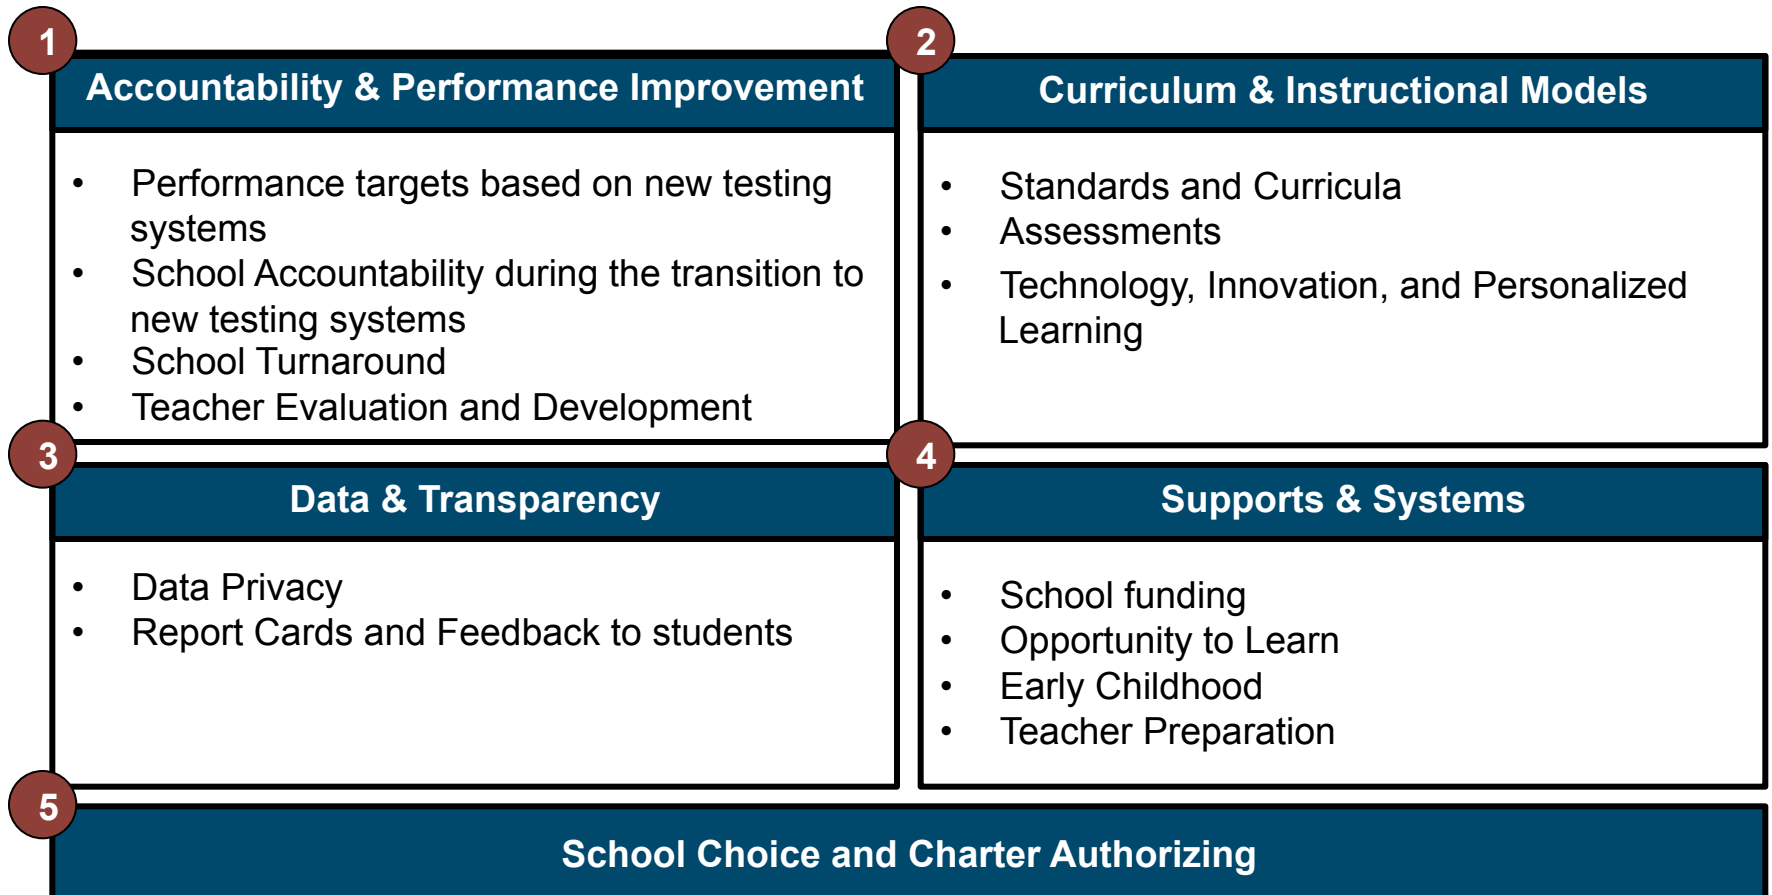 1
Accountability & Performance Improvement
• Performance targets based on new testing
systems
• School Accountability during the transition to
new testing systems
• School Turnaround
• Teacher Evaluation and Development
2
Curriculum & Instructional Models
• Standards and Curricula
• Assessments
• Technology, Innovation, and Personalized
Learning
3
Data & Transparency
• Data Privacy
• Report Cards and Feedback to students
4
Supports & Systems
• School funding
• Opportunity to Learn
• Early Childhood
• Teacher Preparation
5
School Choice and Charter Authorizing